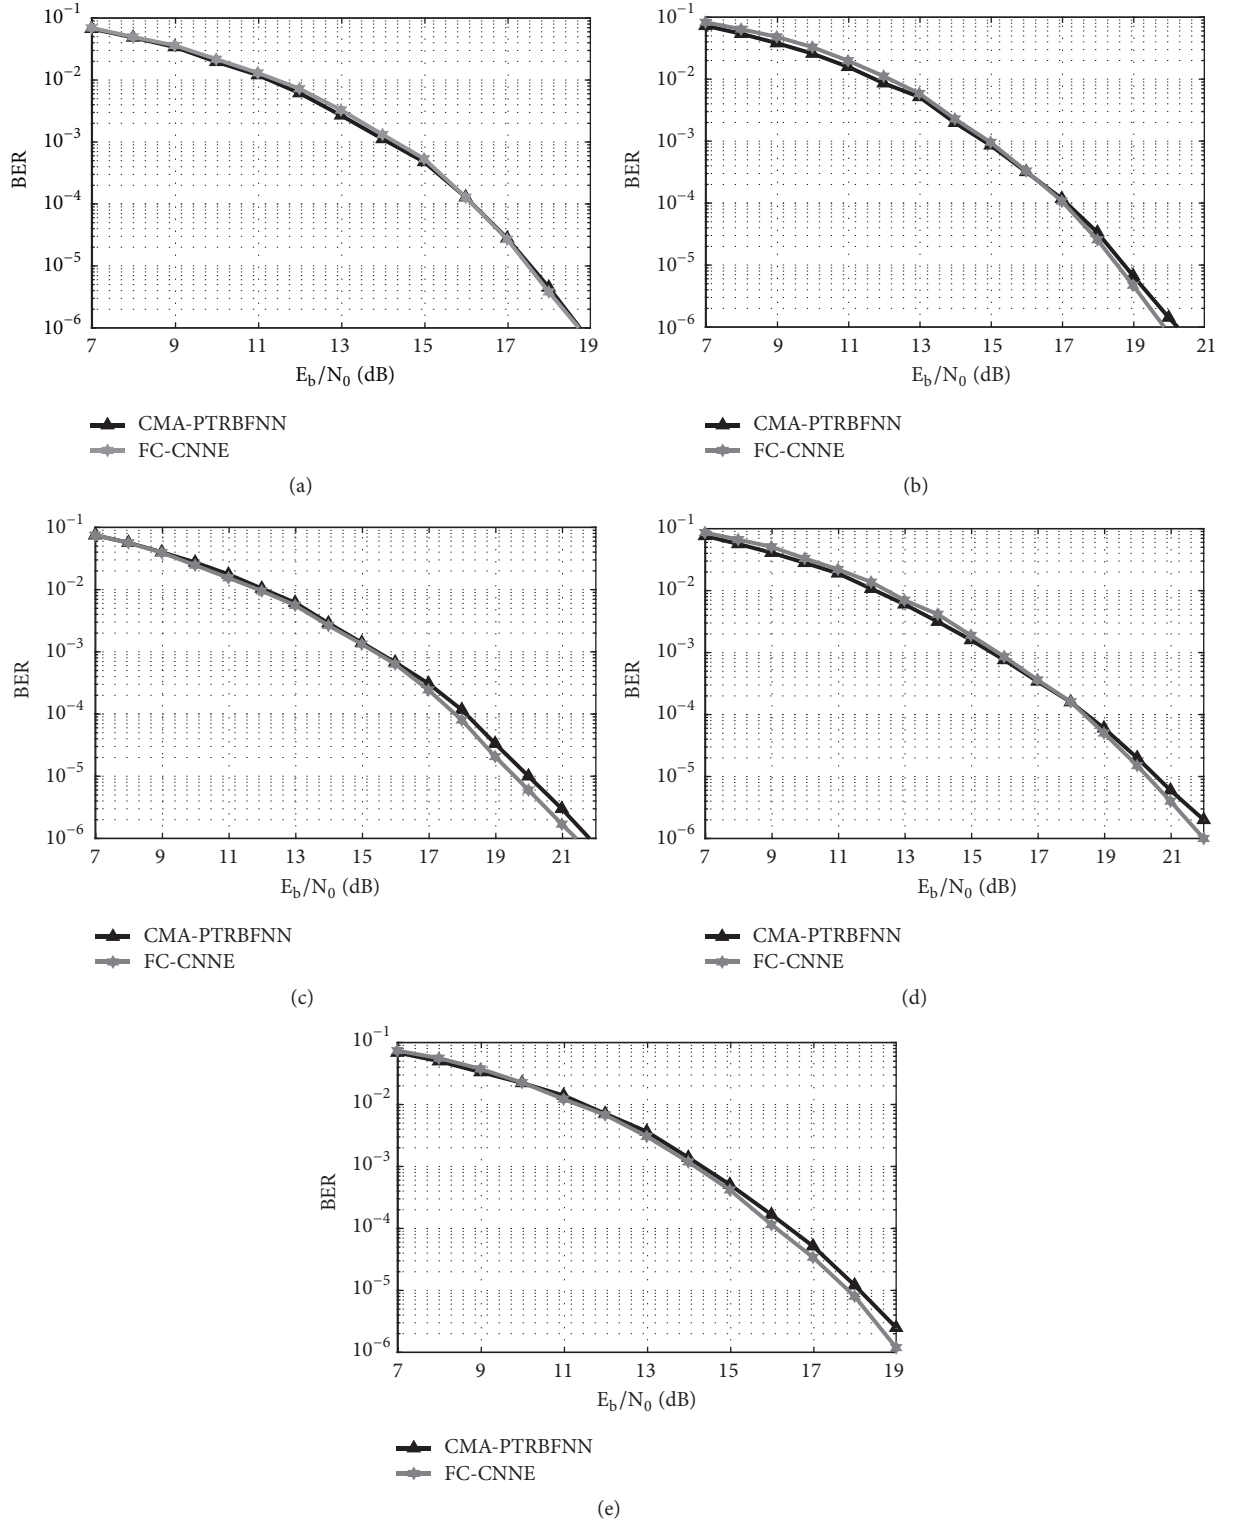 10⁻¹
10⁻²
10⁻³
10⁻⁴
10⁻⁵
10⁻⁶
BER
7 9 11 13 15 17 19
E_b/N_0 (dB)
CMA-PTRBFNN
FC-CNNE
(a)
10⁻¹
10⁻²
10⁻³
10⁻⁴
10⁻⁵
10⁻⁶
BER
7 9 11 13 15 17 19 21
E_b/N_0 (dB)
CMA-PTRBFNN
FC-CNNE
(b)
10⁻¹
10⁻²
10⁻³
10⁻⁴
10⁻⁵
10⁻⁶
BER
7 9 11 13 15 17 19 21
E_b/N_0 (dB)
CMA-PTRBFNN
FC-CNNE
(c)
10⁻¹
10⁻²
10⁻³
10⁻⁴
10⁻⁵
10⁻⁶
BER
7 9 11 13 15 17 19 21
E_b/N_0 (dB)
CMA-PTRBFNN
FC-CNNE
(d)
10⁻¹
10⁻²
10⁻³
10⁻⁴
10⁻⁵
10⁻⁶
BER
7 9 11 13 15 17 19
E_b/N_0 (dB)
CMA-PTRBFNN
FC-CNNE
(e)